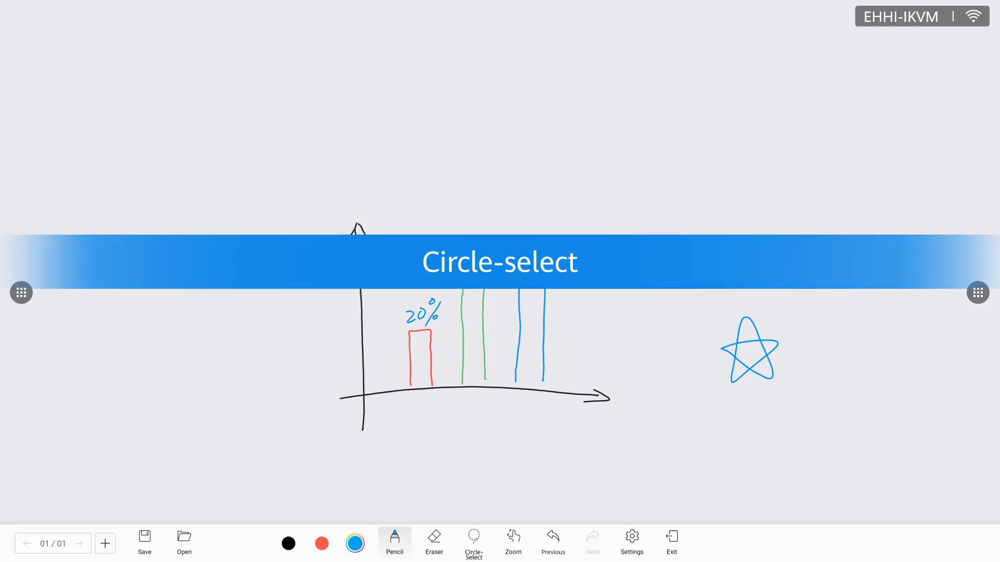 EHHI-IKVM
Circle-select
20%
01 / 01
Save
Open
Pencil
Eraser
Circle-
Select
Zoom
Previous
Next
Settings
Exit